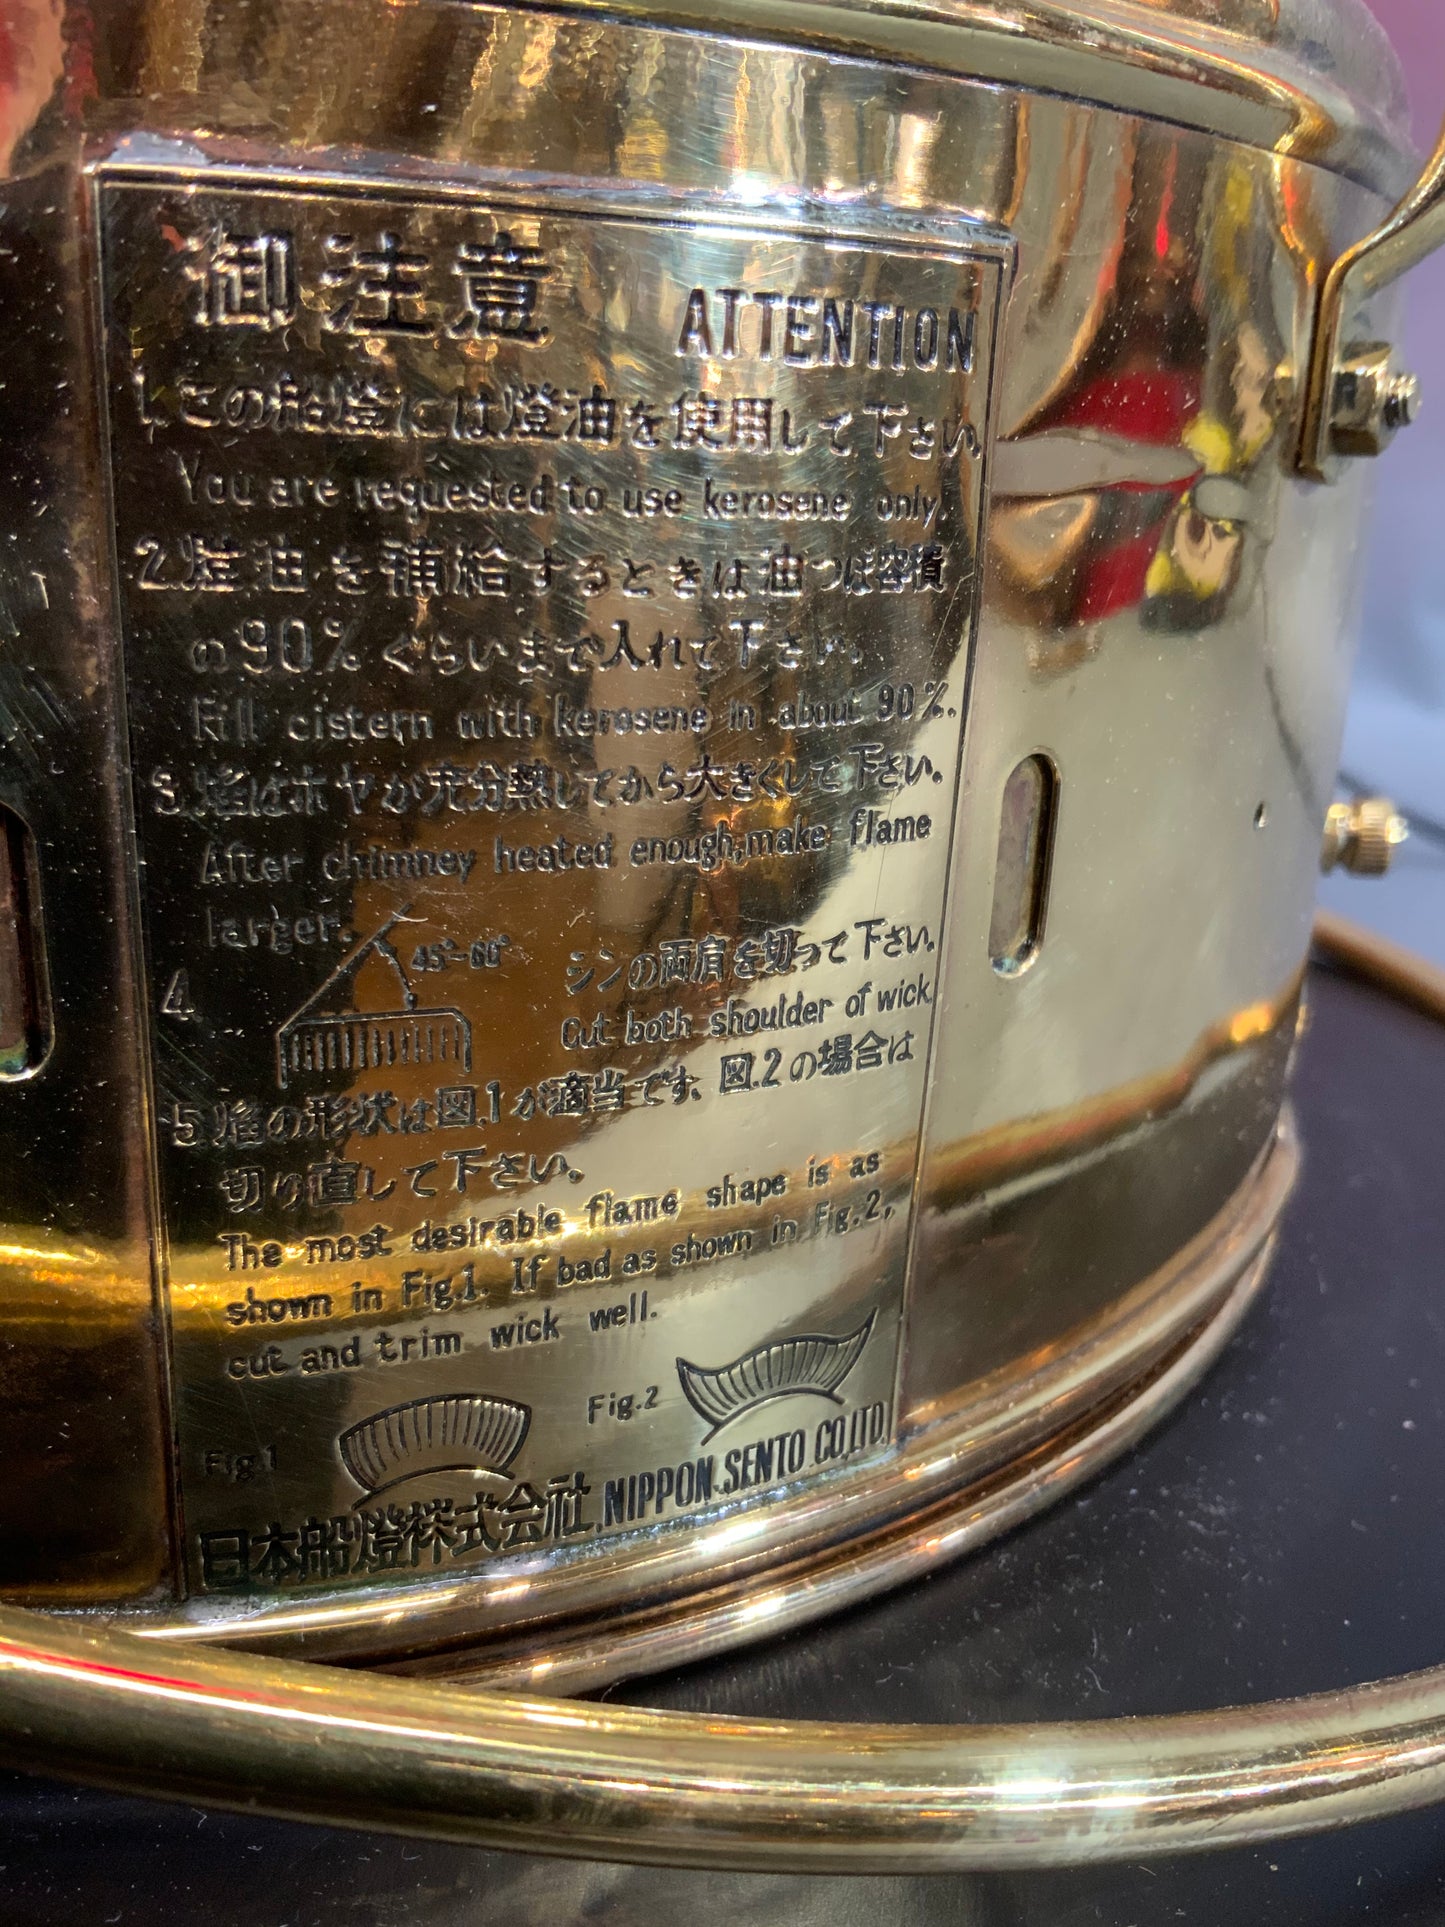 御注意 ATTENTION
1.この船燈には燈油を使用して下さい。
You are requested to use kerosene only.
2.燈油を補給するときは油つぼ容積
の90%ぐらいまで入れて下さい。
Fill cistern with kerosene in about 90%.
3.焔はホヤが充分熱してから大きくして下さい。
After chimney heated enough, make flame
larger.
4 45°-60° シンの両肩を切って下さい。
Cut both shoulder of wick.
5.焔の形状は図.1が適当です。図.2の場合は
切り直して下さい。
The most desirable flame shape is as
shown in Fig.1. If bad as shown in Fig.2,
cut and trim wick well.
Fig.1 Fig.2
日本船燈株式会社. NIPPON SENTO CO.,LTD.